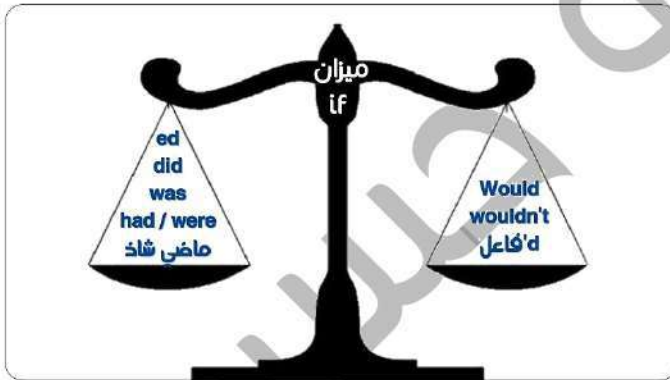 ميزان
if
ed
did
was
had / were
ماضي شاذ
Would
wouldn't
فاعل'd